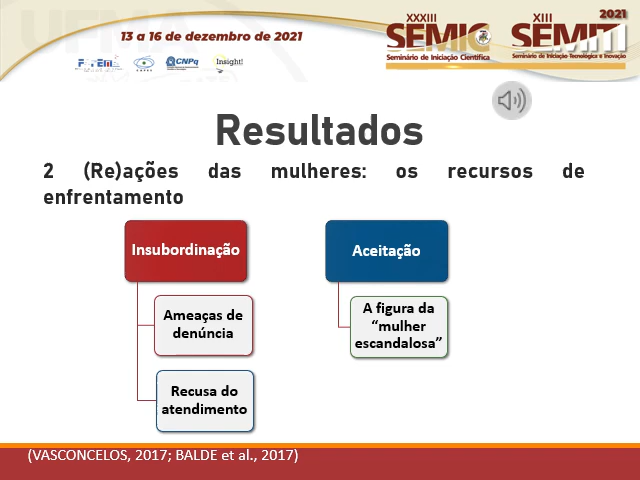 2021
XXXIII
XIII
13 a 16 de dezembro de 2021
SEMIC
SEMITI
Seminário de Iniciação Científica
Seminário de Iniciação Tecnológica e Inovação
CNPq
Insight!
Resultados
2 (Re)ações das mulheres: os recursos de
enfrentamento
Insubordinação
Aceitação
Ameaças de
denúncia
A figura da
“mulher
escandalosa”
Recusa do
atendimento
(VASCONCELOS, 2017; BALDE et al., 2017)